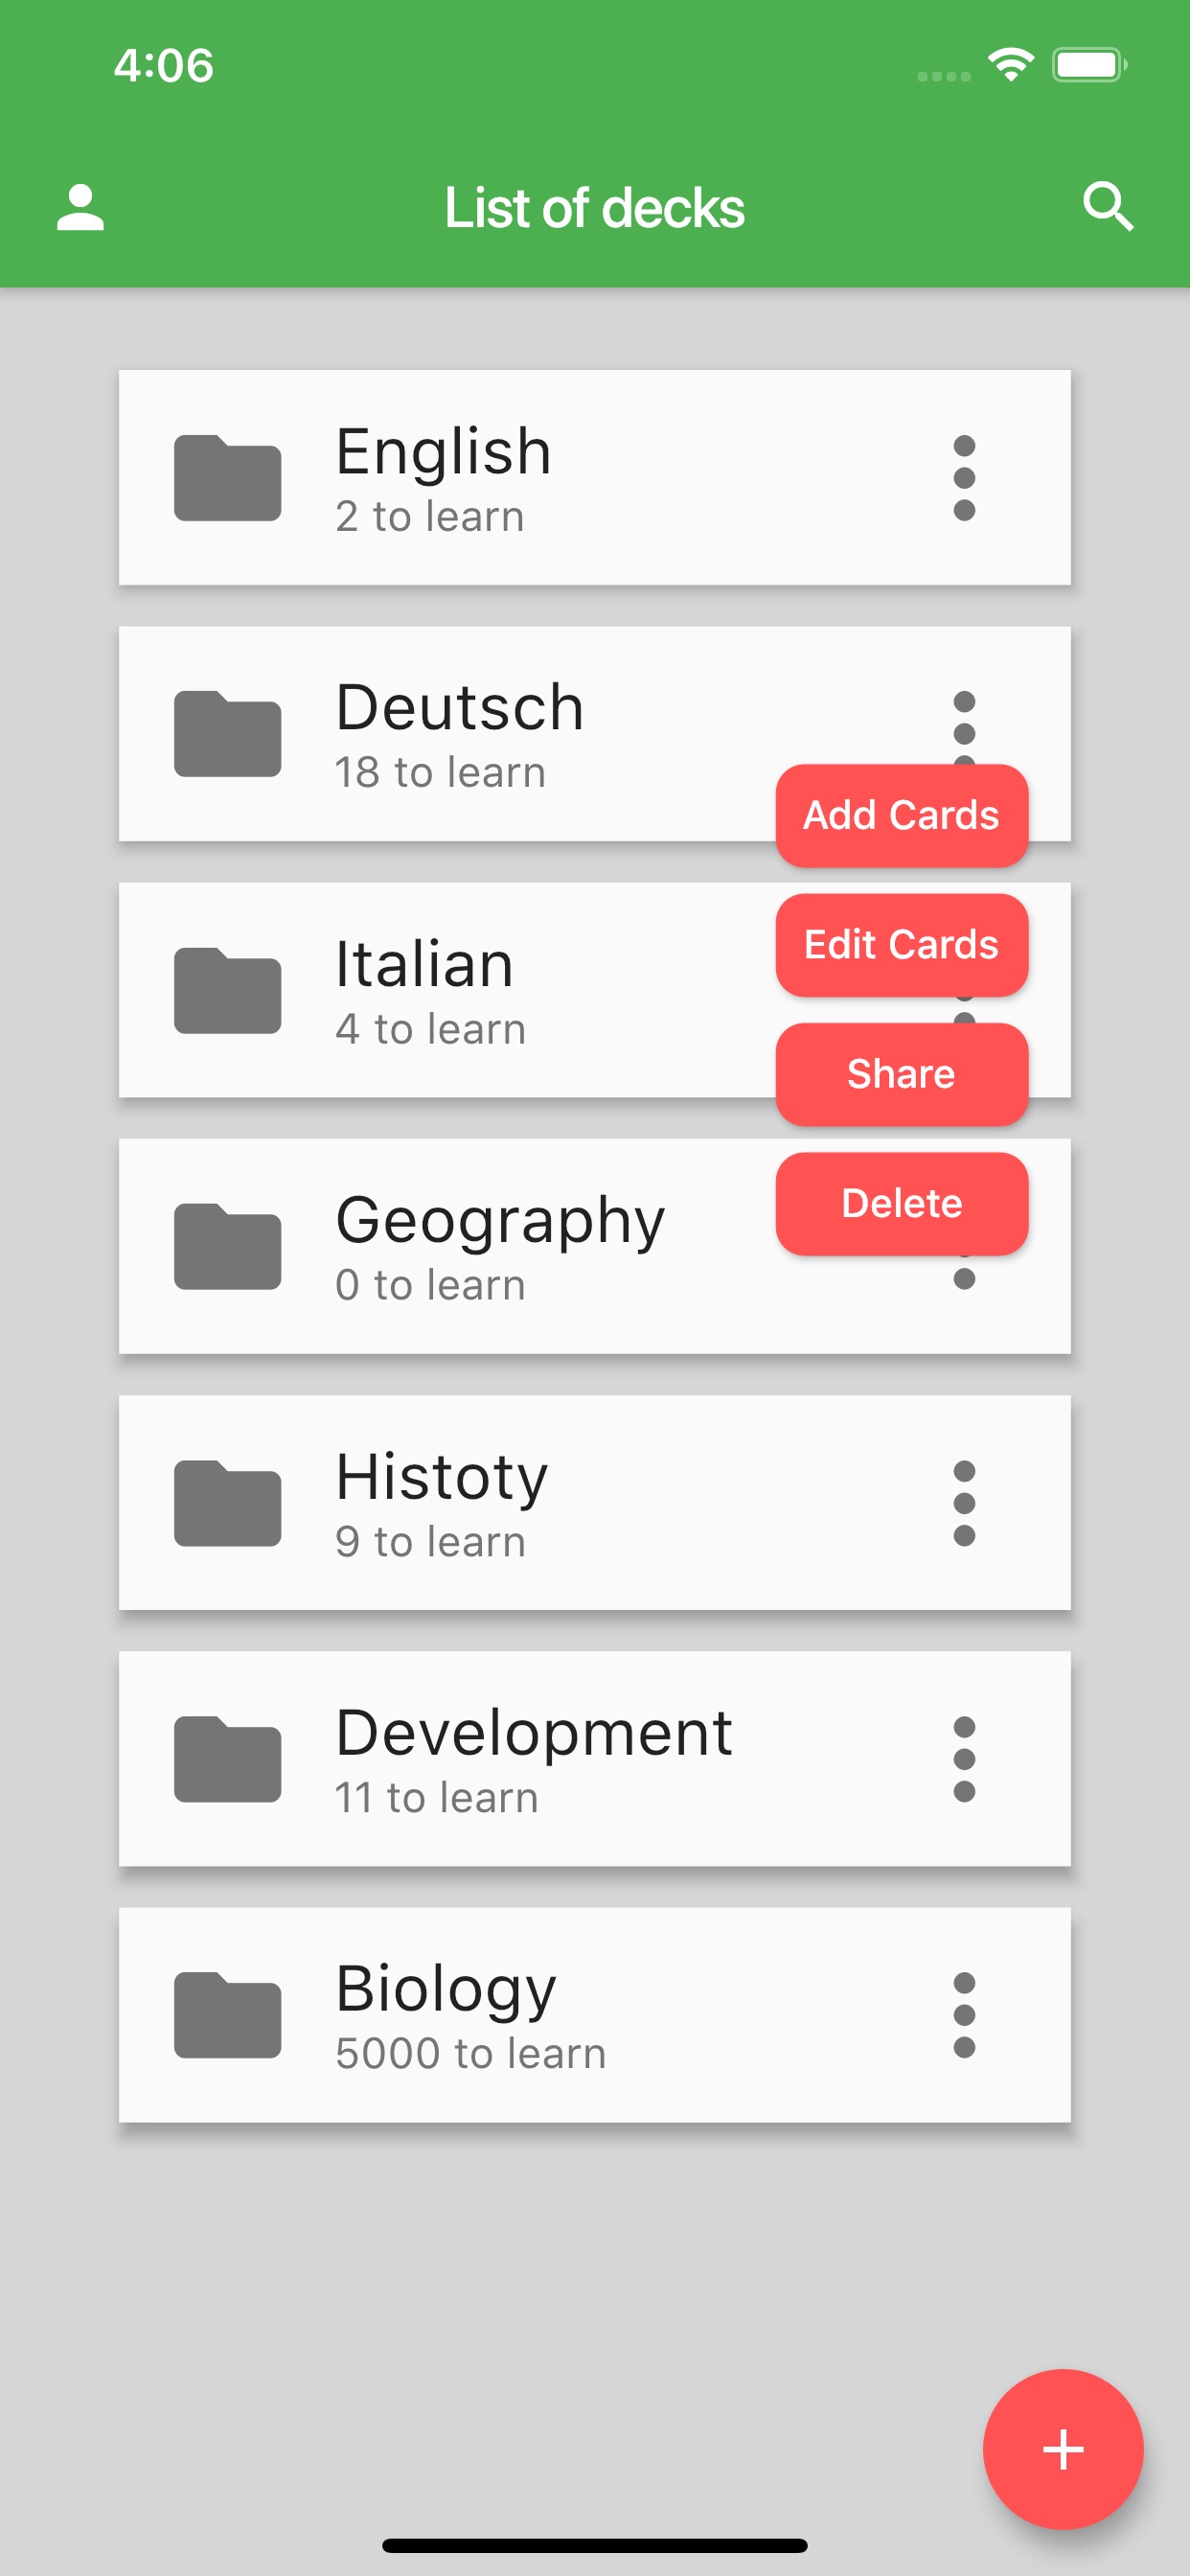 4:06
List of decks
English
2 to learn
Deutsch
18 to learn
Add Cards
Italian
Edit Cards
4 to learn
Share
Geography
Delete
0 to learn
Histoty
9 to learn
Development
11 to learn
Biology
5000 to learn
+